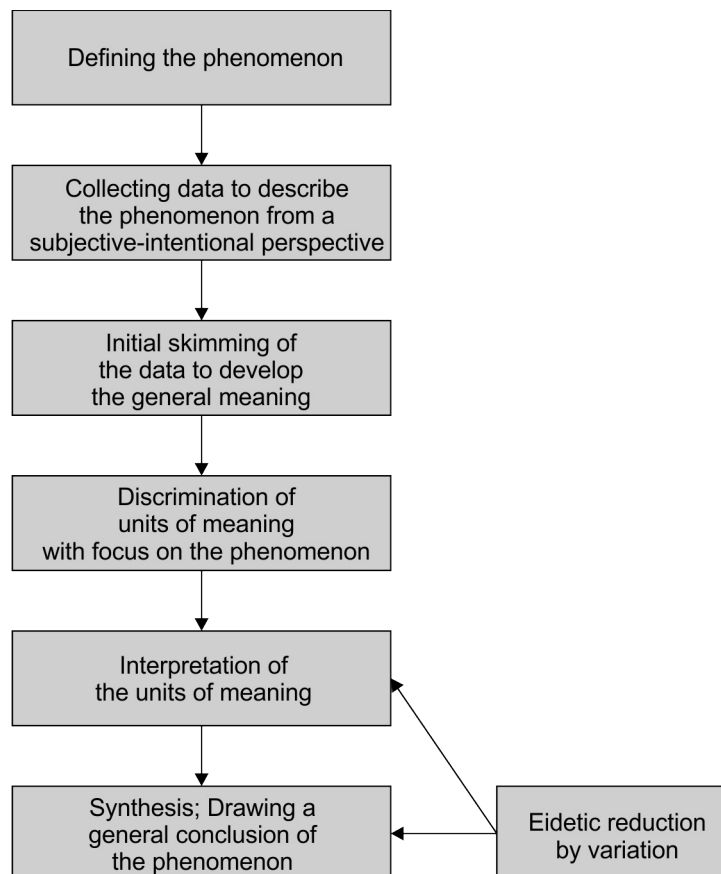 Defining the phenomenon
Collecting data to describe
the phenomenon from a
subjective-intentional perspective
Initial skimming of
the data to develop
the general meaning
Discrimination of
units of meaning
with focus on the phenomenon
Interpretation of
the units of meaning
Synthesis; Drawing a
general conclusion of
the phenomenon
Eidetic reduction
by variation